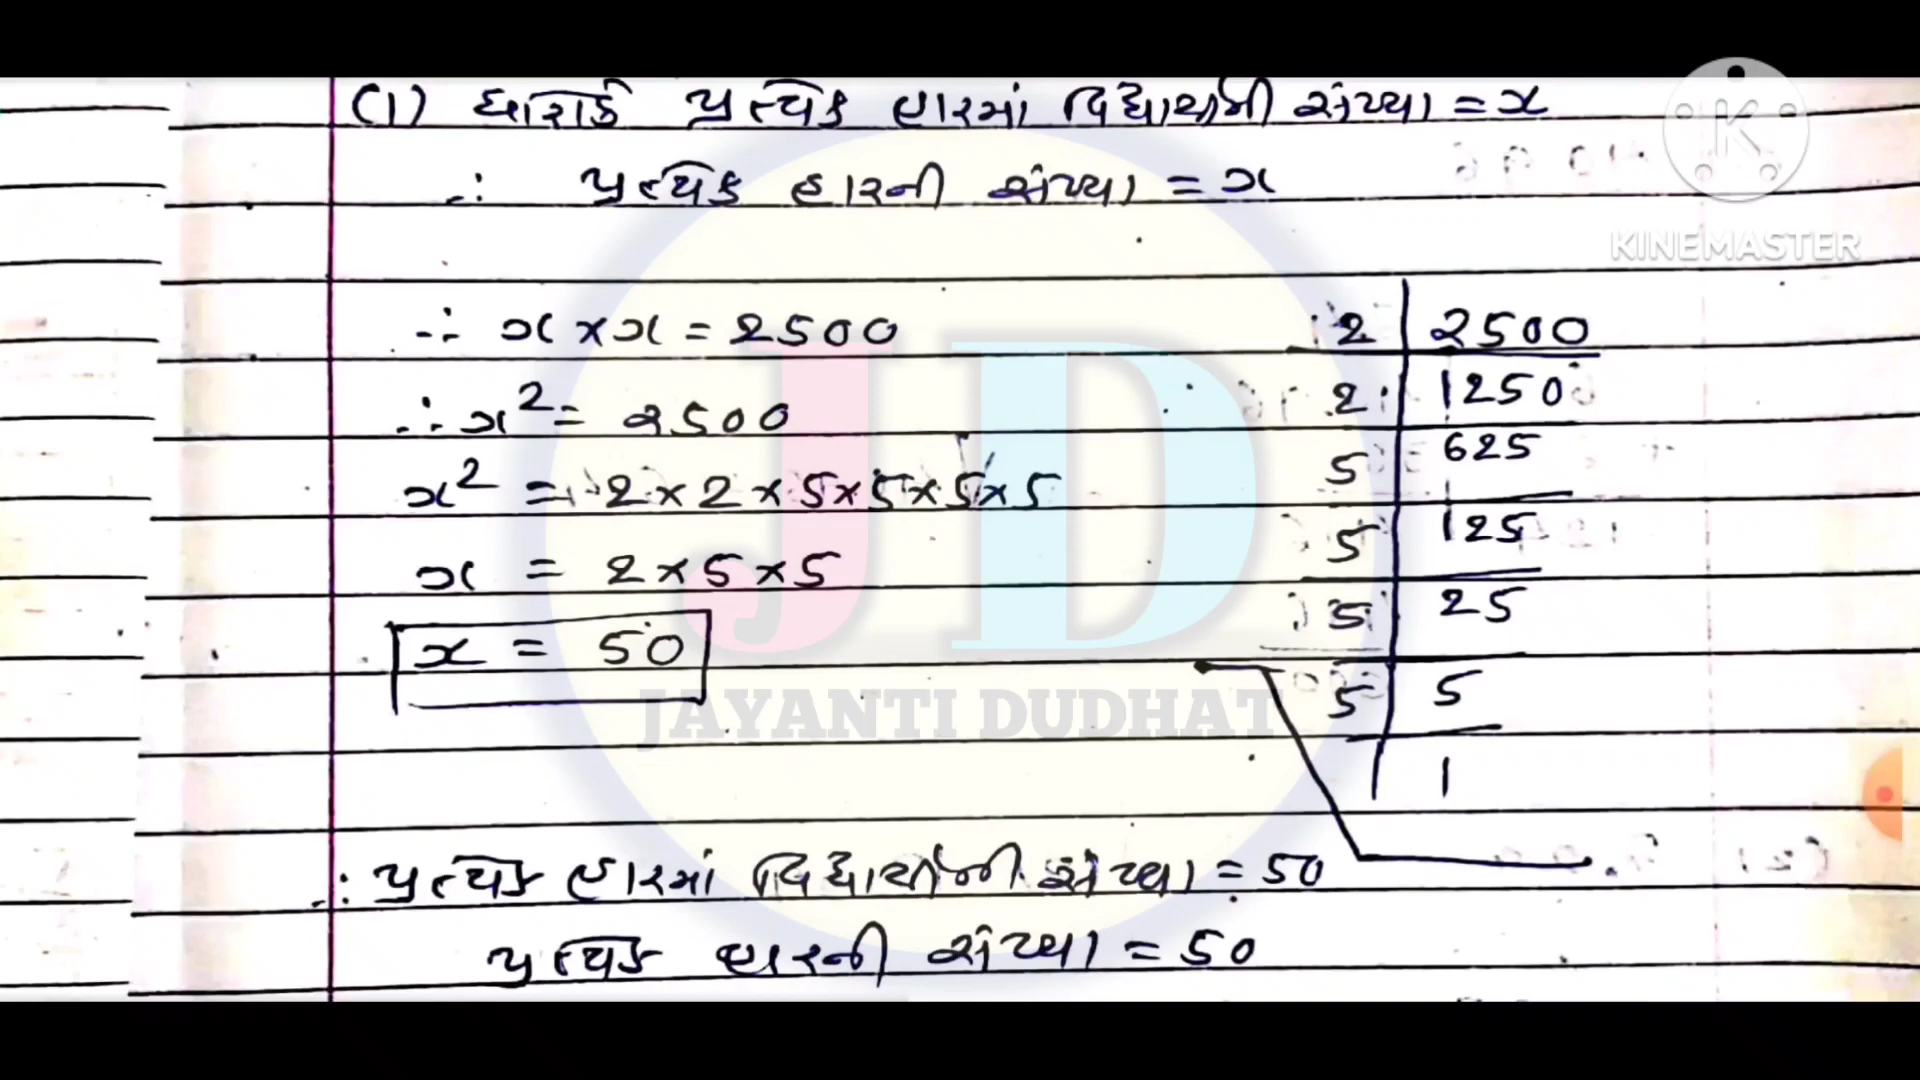 (1) ધારોકે પ્રત્યેક હારમાં વિદ્યાર્થીની સંખ્યા = x
∴ પ્રત્યેક હારની સંખ્યા = x
KINEMASTER
∴ x × x = 2500
∴ x² = 2500
x² = 2 × 2 × 5 × 5 × 5 × 5
x = 2 × 5 × 5
x = 50
2 | 2500
2 | 1250
5 | 625
5 | 125
5 | 25
5 | 5
| 1
JAYANTI DUDHAT
∴ પ્રત્યેક હારમાં વિદ્યાર્થીની સંખ્યા = 50
પ્રત્યેક હારની સંખ્યા = 50